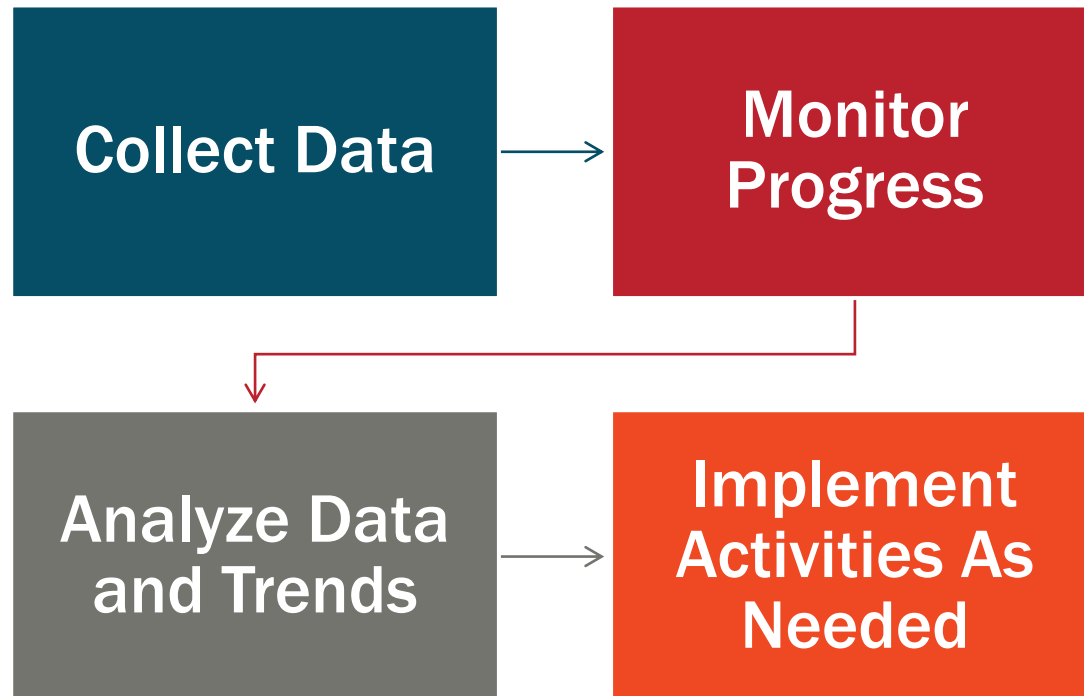 Collect Data
Monitor
Progress
Analyze Data
and Trends
Implement
Activities As
Needed